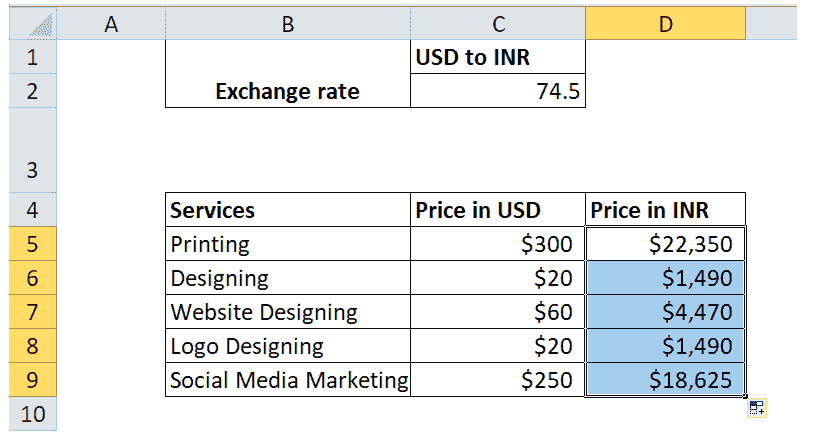 A B C D
1 USD to INR
2 Exchange rate 74.5
3
4 Services Price in USD Price in INR
5 Printing $300 $22,350
6 Designing $20 $1,490
7 Website Designing $60 $4,470
8 Logo Designing $20 $1,490
9 Social Media Marketing $250 $18,625
10